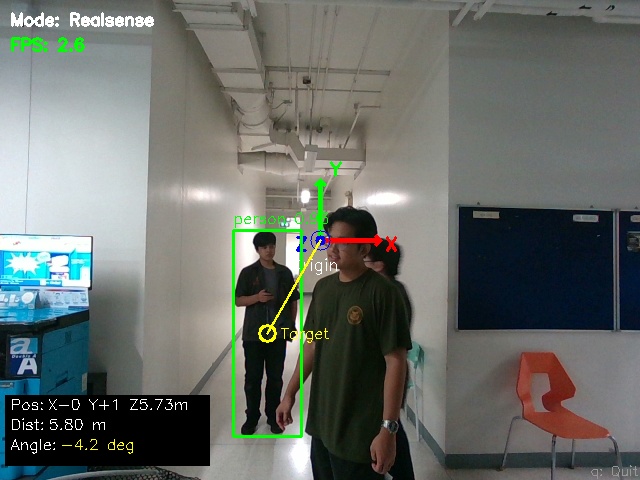 Mode: Realsense
FPS: 2.6
Y
person
Z
X
Origin
Target
Pos: X-0 Y+1 Z5.73m
Dist: 5.80 m
Angle: -4.2 deg
a
Double A
A
q: Quit